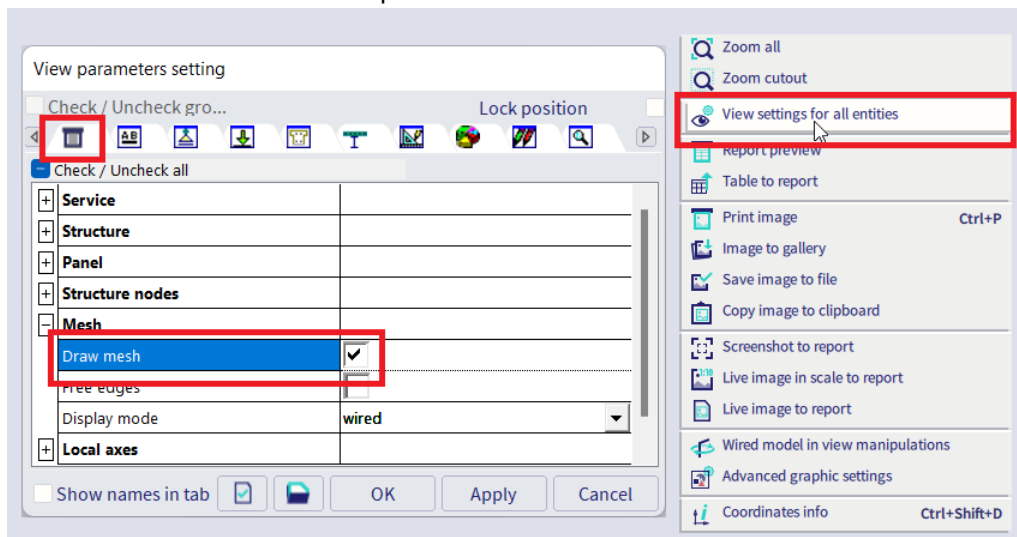 View parameters setting
Check / Uncheck gro...
Lock position
AB
Check / Uncheck all
Service
Structure
Panel
Structure nodes
Mesh
Draw mesh
Free edges
Display mode wired
Local axes
Show names in tab
OK
Apply
Cancel
Zoom all
Zoom cutout
View settings for all entities
Report preview
Table to report
Print image Ctrl+P
Image to gallery
Save image to file
Copy image to clipboard
Screenshot to report
Live image in scale to report
Live image to report
Wired model in view manipulations
Advanced graphic settings
Coordinates info Ctrl+Shift+D